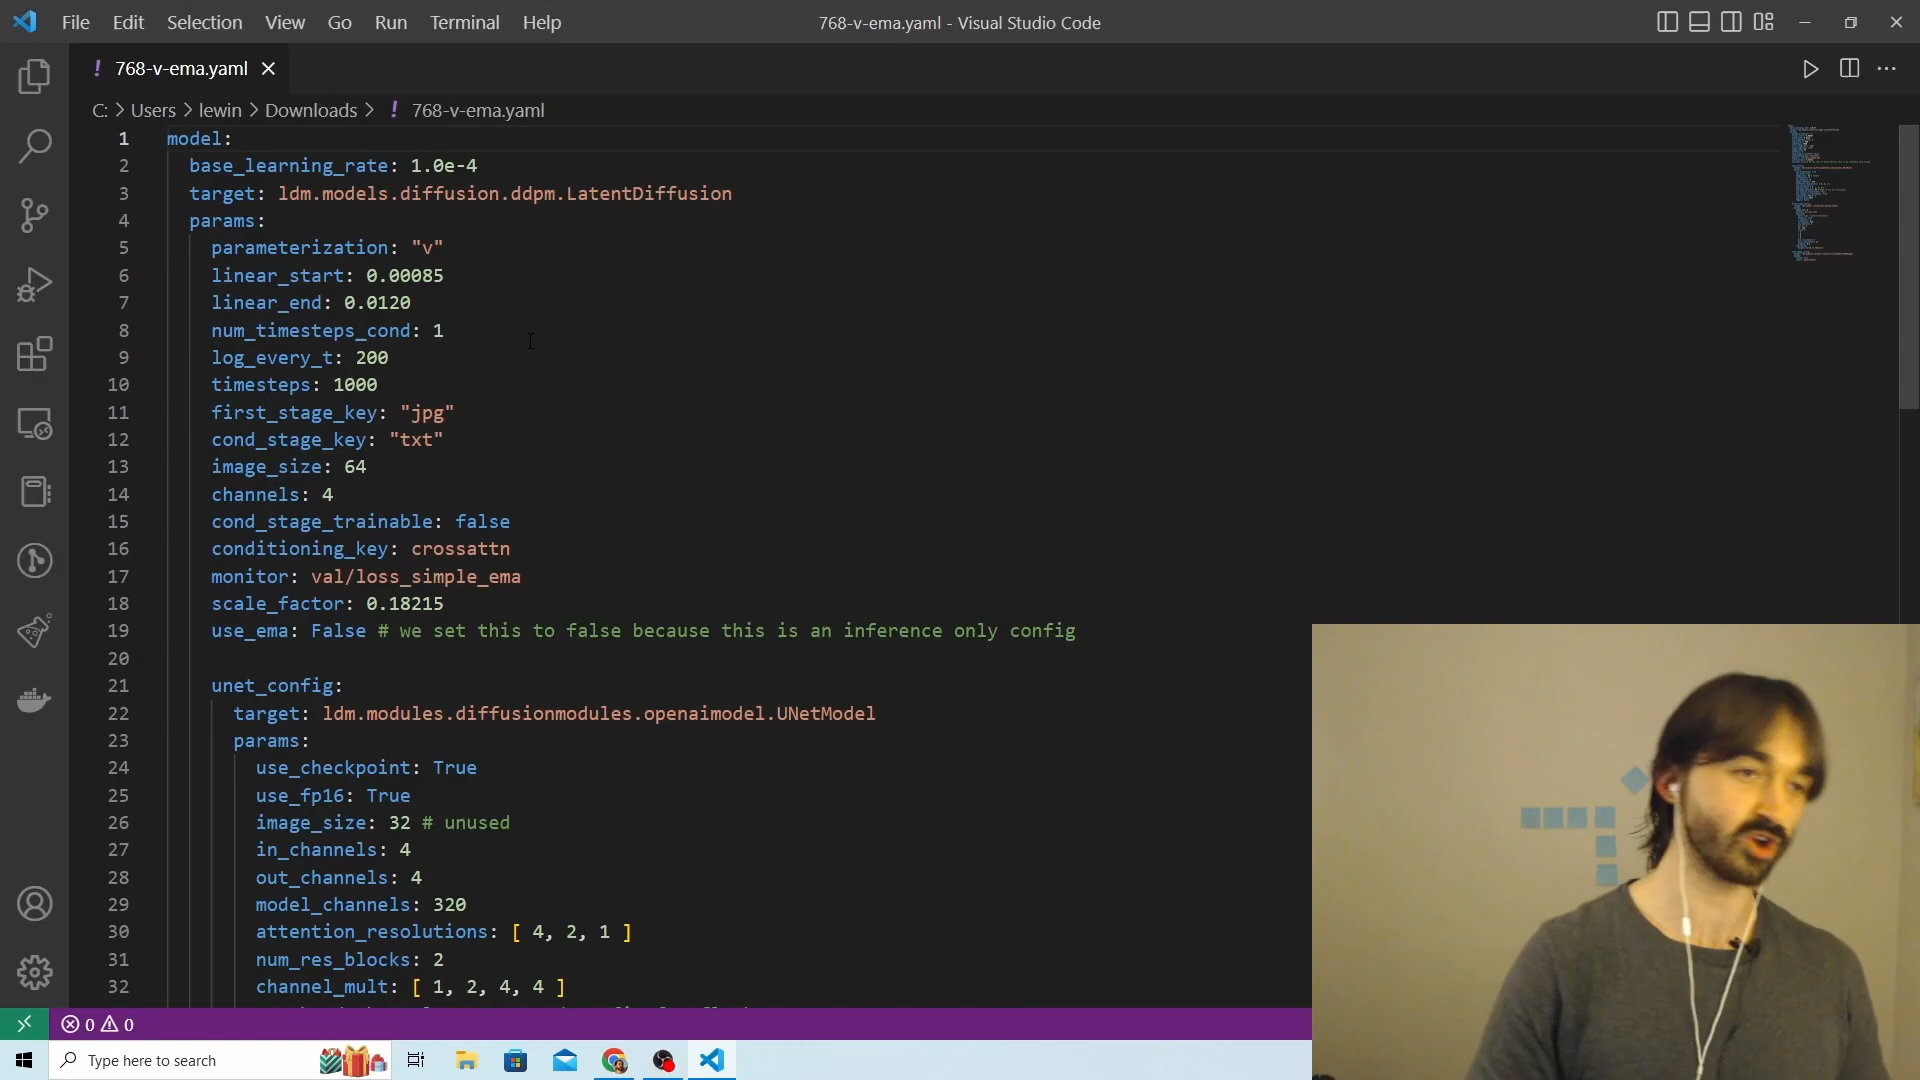 File Edit Selection View Go Run Terminal Help
768-v-ema.yaml - Visual Studio Code
! 768-v-ema.yaml
C: > Users > lewin > Downloads > ! 768-v-ema.yaml
1 model:
2 base_learning_rate: 1.0e-4
3 target: ldm.models.diffusion.ddpm.LatentDiffusion
4 params:
5 parameterization: "v"
6 linear_start: 0.00085
7 linear_end: 0.0120
8 num_timesteps_cond: 1
9 log_every_t: 200
10 timesteps: 1000
11 first_stage_key: "jpg"
12 cond_stage_key: "txt"
13 image_size: 64
14 channels: 4
15 cond_stage_trainable: false
16 conditioning_key: crossattn
17 monitor: val/loss_simple_ema
18 scale_factor: 0.18215
19 use_ema: False # we set this to false because this is an inference only config
20
21 unet_config:
22 target: ldm.modules.diffusionmodules.openaimodel.UNetModel
23 params:
24 use_checkpoint: True
25 use_fp16: True
26 image_size: 32 # unused
27 in_channels: 4
28 out_channels: 4
29 model_channels: 320
30 attention_resolutions: [ 4, 2, 1 ]
31 num_res_blocks: 2
32 channel_mult: [ 1, 2, 4, 4 ]
0 0
Type here to search